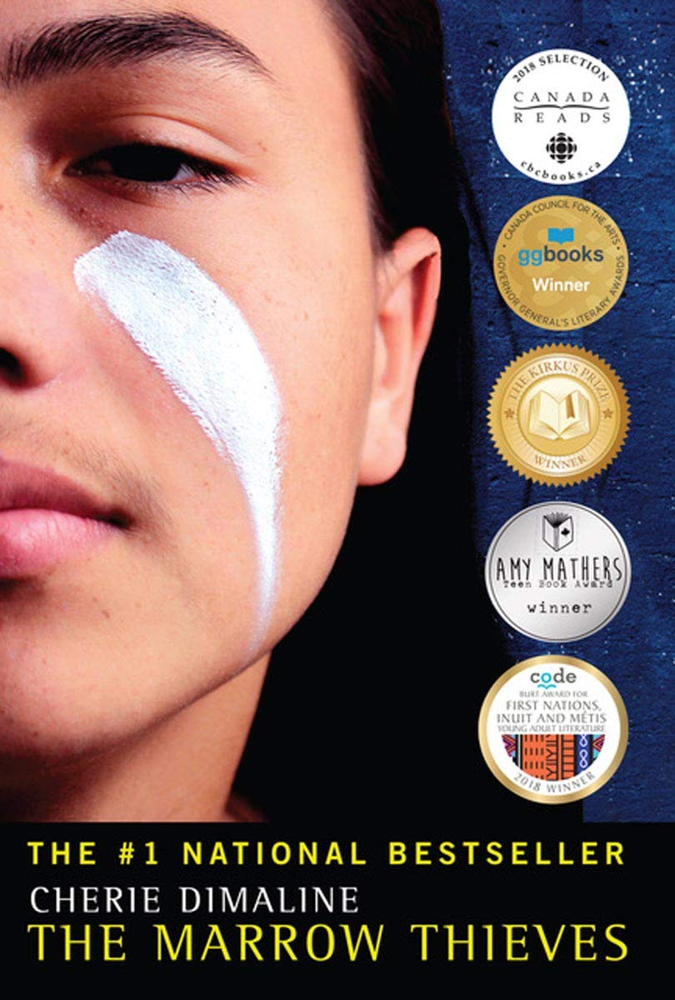 2018 SELECTION
CANADA
READS
cbcbooks.ca
CANADA COUNCIL FOR THE ARTS
ggbooks
Winner
GOVERNOR GENERAL'S LITERARY AWARDS
THE KIRKUS PRIZE
WINNER
AMY MATHERS
Teen Book Award
winner
code
BURT AWARD FOR
FIRST NATIONS,
INUIT AND MÉTIS
YOUNG ADULT LITERATURE
2018 WINNER
THE #1 NATIONAL BESTSELLER
CHERIE DIMALINE
THE MARROW THIEVES